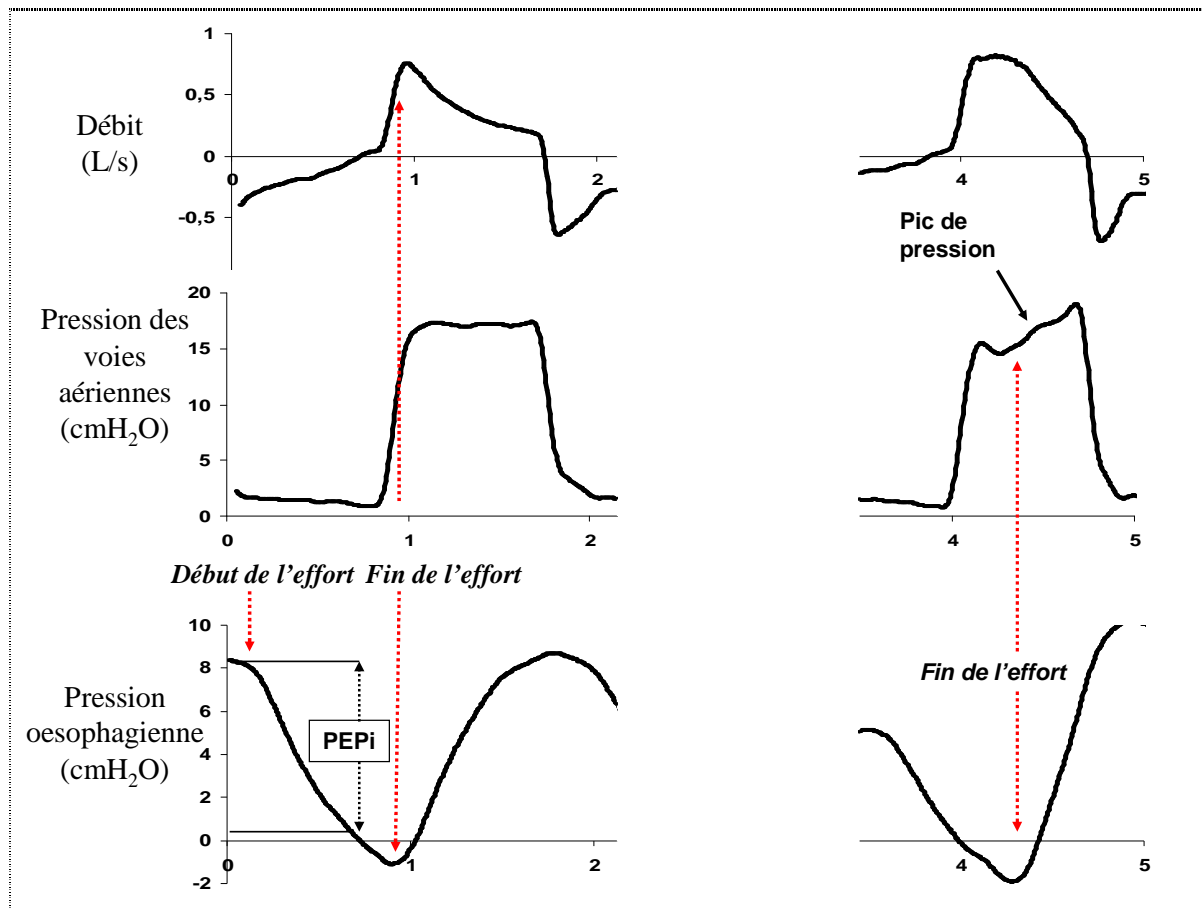 1
0,5
0
-0,5
0
1
2
Débit
(L/s)
4
5
Pic de
pression
20
15
10
5
0
0
1
2
Pression des
voies
aériennes
(cmH₂O)
4
5
Début de l'effort Fin de l'effort
10
8
6
4
2
0
-2
0
1
2
PEPi
Pression
oesophagienne
(cmH₂O)
Fin de l'effort
4
5